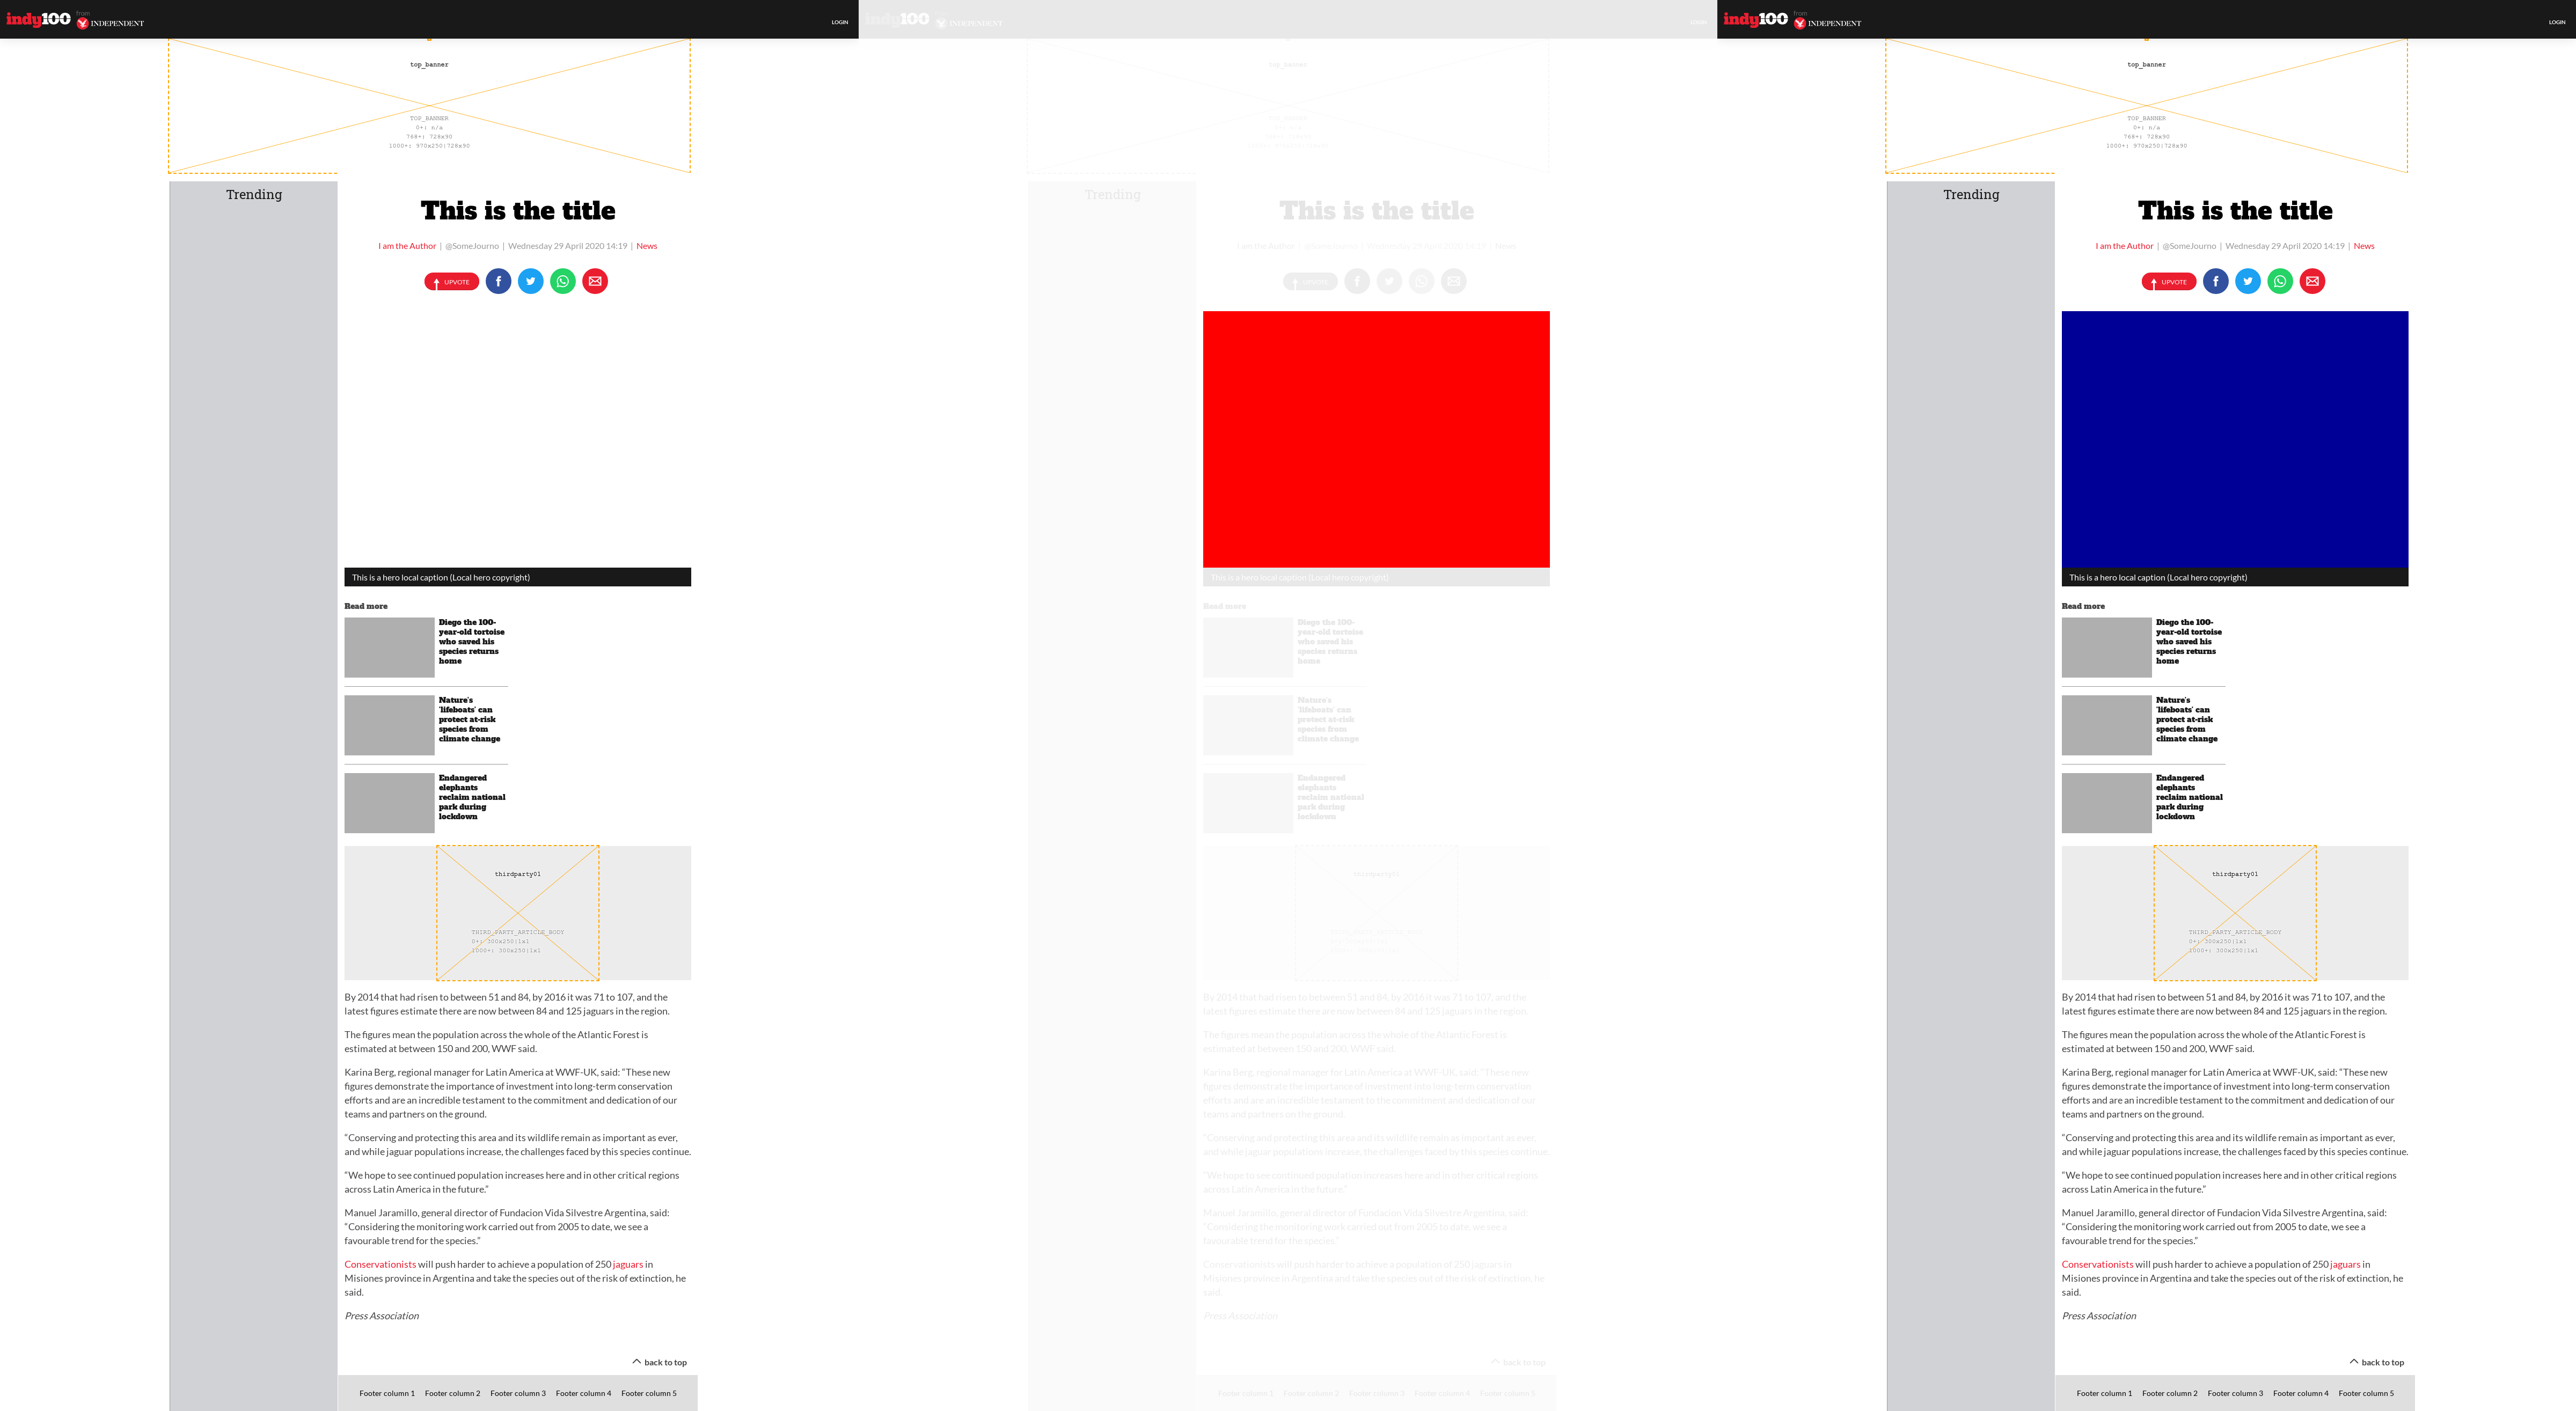 indy100 from INDEPENDENT
LOGIN
top_banner
TOP_BANNER
0+: n/a
768+: 728x90
1000+: 970x250|728x90
Trending
This is the title
I am the Author | @SomeJourno | Wednesday 29 April 2020 14:19 | News
UPVOTE
This is a hero local caption (Local hero copyright)
Read more
Diego the 100-
year-old tortoise
who saved his
species returns
home
Nature's
'lifeboats' can
protect at-risk
species from
climate change
Endangered
elephants
reclaim national
park during
lockdown
thirdparty01
THIRD_PARTY_ARTICLE_BODY
0+: 300x250|1x1
1000+: 300x250|1x1
By 2014 that had risen to between 51 and 84, by 2016 it was 71 to 107, and the
latest figures estimate there are now between 84 and 125 jaguars in the region.
The figures mean the population across the whole of the Atlantic Forest is
estimated at between 150 and 200, WWF said.
Karina Berg, regional manager for Latin America at WWF-UK, said: “These new
figures demonstrate the importance of investment into long-term conservation
efforts and are an incredible testament to the commitment and dedication of our
teams and partners on the ground.
“Conserving and protecting this area and its wildlife remain as important as ever,
and while jaguar populations increase, the challenges faced by this species continue.
“We hope to see continued population increases here and in other critical regions
across Latin America in the future.”
Manuel Jaramillo, general director of Fundacion Vida Silvestre Argentina, said:
“Considering the monitoring work carried out from 2005 to date, we see a
favourable trend for the species.”
Conservationists will push harder to achieve a population of 250 jaguars in
Misiones province in Argentina and take the species out of the risk of extinction, he
said.
Press Association
back to top
Footer column 1 Footer column 2 Footer column 3 Footer column 4 Footer column 5
indy100 INDEPENDENT
LOGIN
top_banner
Trending
This is the title
I am the Author | @SomeJourno | Wednesday 29 April 2020 14:19 | News
UPVOTE
This is a hero local caption (Local hero copyright)
Read more
Diego the 100-
year-old tortoise
who saved his
species returns
home
Nature's
'lifeboats' can
protect at-risk
species from
climate change
Endangered
elephants
reclaim national
park during
lockdown
thirdparty01
By 2014 that had risen to between 51 and 84, by 2016 it was 71 to 107, and the
latest figures estimate there are now between 84 and 125 jaguars in the region.
The figures mean the population across the whole of the Atlantic Forest is
estimated at between 150 and 200, WWF said.
Karina Berg, regional manager for Latin America at WWF-UK, said: “These new
figures demonstrate the importance of investment into long-term conservation
efforts and are an incredible testament to the commitment and dedication of our
teams and partners on the ground.
“Conserving and protecting this area and its wildlife remain as important as ever,
and while jaguar populations increase, the challenges faced by this species continue.
“We hope to see continued population increases here and in other critical regions
across Latin America in the future.”
Manuel Jaramillo, general director of Fundacion Vida Silvestre Argentina, said:
“Considering the monitoring work carried out from 2005 to date, we see a
favourable trend for the species.”
Conservationists will push harder to achieve a population of 250 jaguars in
Misiones province in Argentina and take the species out of the risk of extinction, he
said.
Press Association
back to top
Footer column 1 Footer column 2 Footer column 3 Footer column 4 Footer column 5
indy100 from INDEPENDENT
LOGIN
top_banner
TOP_BANNER
0+: n/a
768+: 728x90
1000+: 970x250|728x90
Trending
This is the title
I am the Author | @SomeJourno | Wednesday 29 April 2020 14:19 | News
UPVOTE
This is a hero local caption (Local hero copyright)
Read more
Diego the 100-
year-old tortoise
who saved his
species returns
home
Nature's
'lifeboats' can
protect at-risk
species from
climate change
Endangered
elephants
reclaim national
park during
lockdown
thirdparty01
THIRD_PARTY_ARTICLE_BODY
0+: 300x250|1x1
1000+: 300x250|1x1
By 2014 that had risen to between 51 and 84, by 2016 it was 71 to 107, and the
latest figures estimate there are now between 84 and 125 jaguars in the region.
The figures mean the population across the whole of the Atlantic Forest is
estimated at between 150 and 200, WWF said.
Karina Berg, regional manager for Latin America at WWF-UK, said: “These new
figures demonstrate the importance of investment into long-term conservation
efforts and are an incredible testament to the commitment and dedication of our
teams and partners on the ground.
“Conserving and protecting this area and its wildlife remain as important as ever,
and while jaguar populations increase, the challenges faced by this species continue.
“We hope to see continued population increases here and in other critical regions
across Latin America in the future.”
Manuel Jaramillo, general director of Fundacion Vida Silvestre Argentina, said:
“Considering the monitoring work carried out from 2005 to date, we see a
favourable trend for the species.”
Conservationists will push harder to achieve a population of 250 jaguars in
Misiones province in Argentina and take the species out of the risk of extinction, he
said.
Press Association
back to top
Footer column 1 Footer column 2 Footer column 3 Footer column 4 Footer column 5